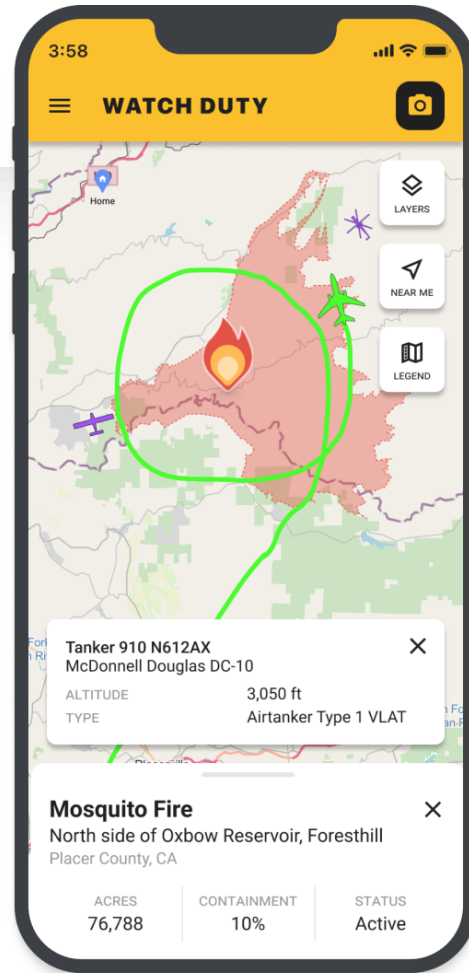 3:58
WATCH DUTY
Home
LAYERS
NEAR ME
LEGEND
Tanker 910 N612AX
McDonnell Douglas DC-10
ALTITUDE 3,050 ft
TYPE Airtanker Type 1 VLAT
Mosquito Fire
North side of Oxbow Reservoir, Foresthill
Placer County, CA
ACRES CONTAINMENT STATUS
76,788 10% Active